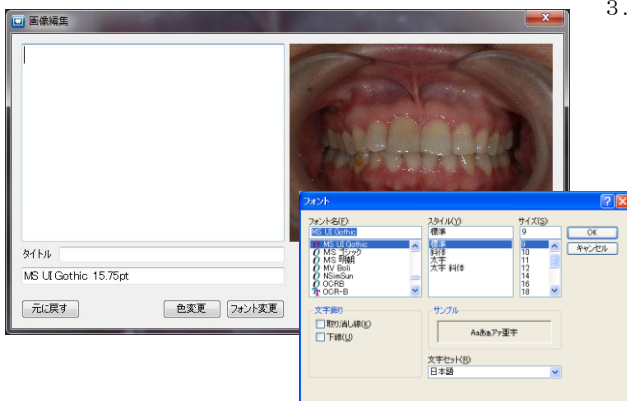 3.
画像編集
タイトル
MS UI Gothic 15.75pt
元に戻す
色変更
フォント変更
フォント
フォント名(F):
MS UI Gothic
MS UI Gothic
MS ゴシック
MS 明朝
MV Boli
NSimSun
OCRB
OCR-B
スタイル(Y):
標準
標準
斜体
太字
太字 斜体
サイズ(S):
9
9
10
11
12
14
16
18
OK
キャンセル
文字飾り
取り消し線(K)
下線(U)
サンプル
Aaあぁアァ亜宇
文字セット(R):
日本語